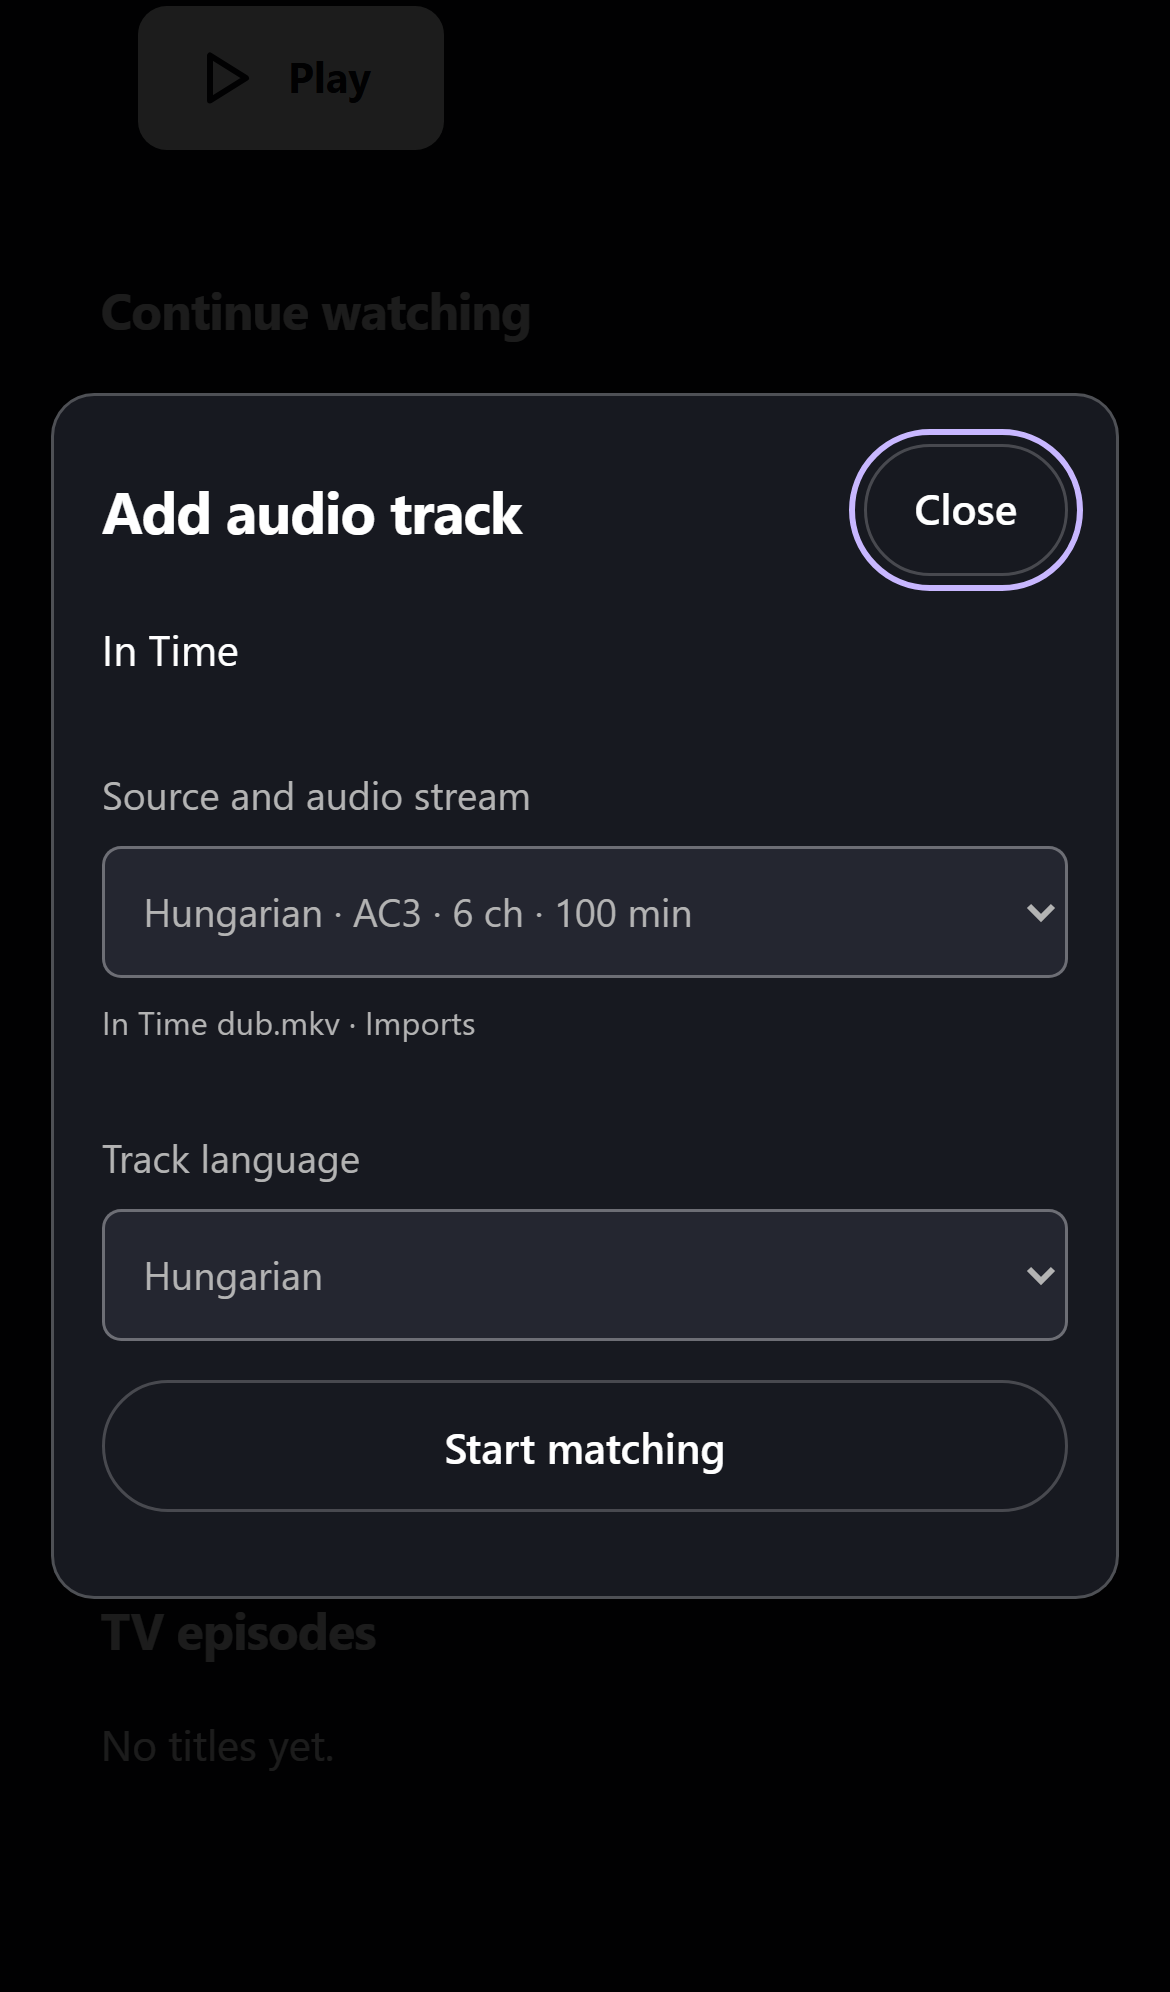 Play
Continue watching
Add audio track
Close
In Time
Source and audio stream
Hungarian · AC3 · 6 ch · 100 min
In Time dub.mkv · Imports
Track language
Hungarian
Start matching
TV episodes
No titles yet.